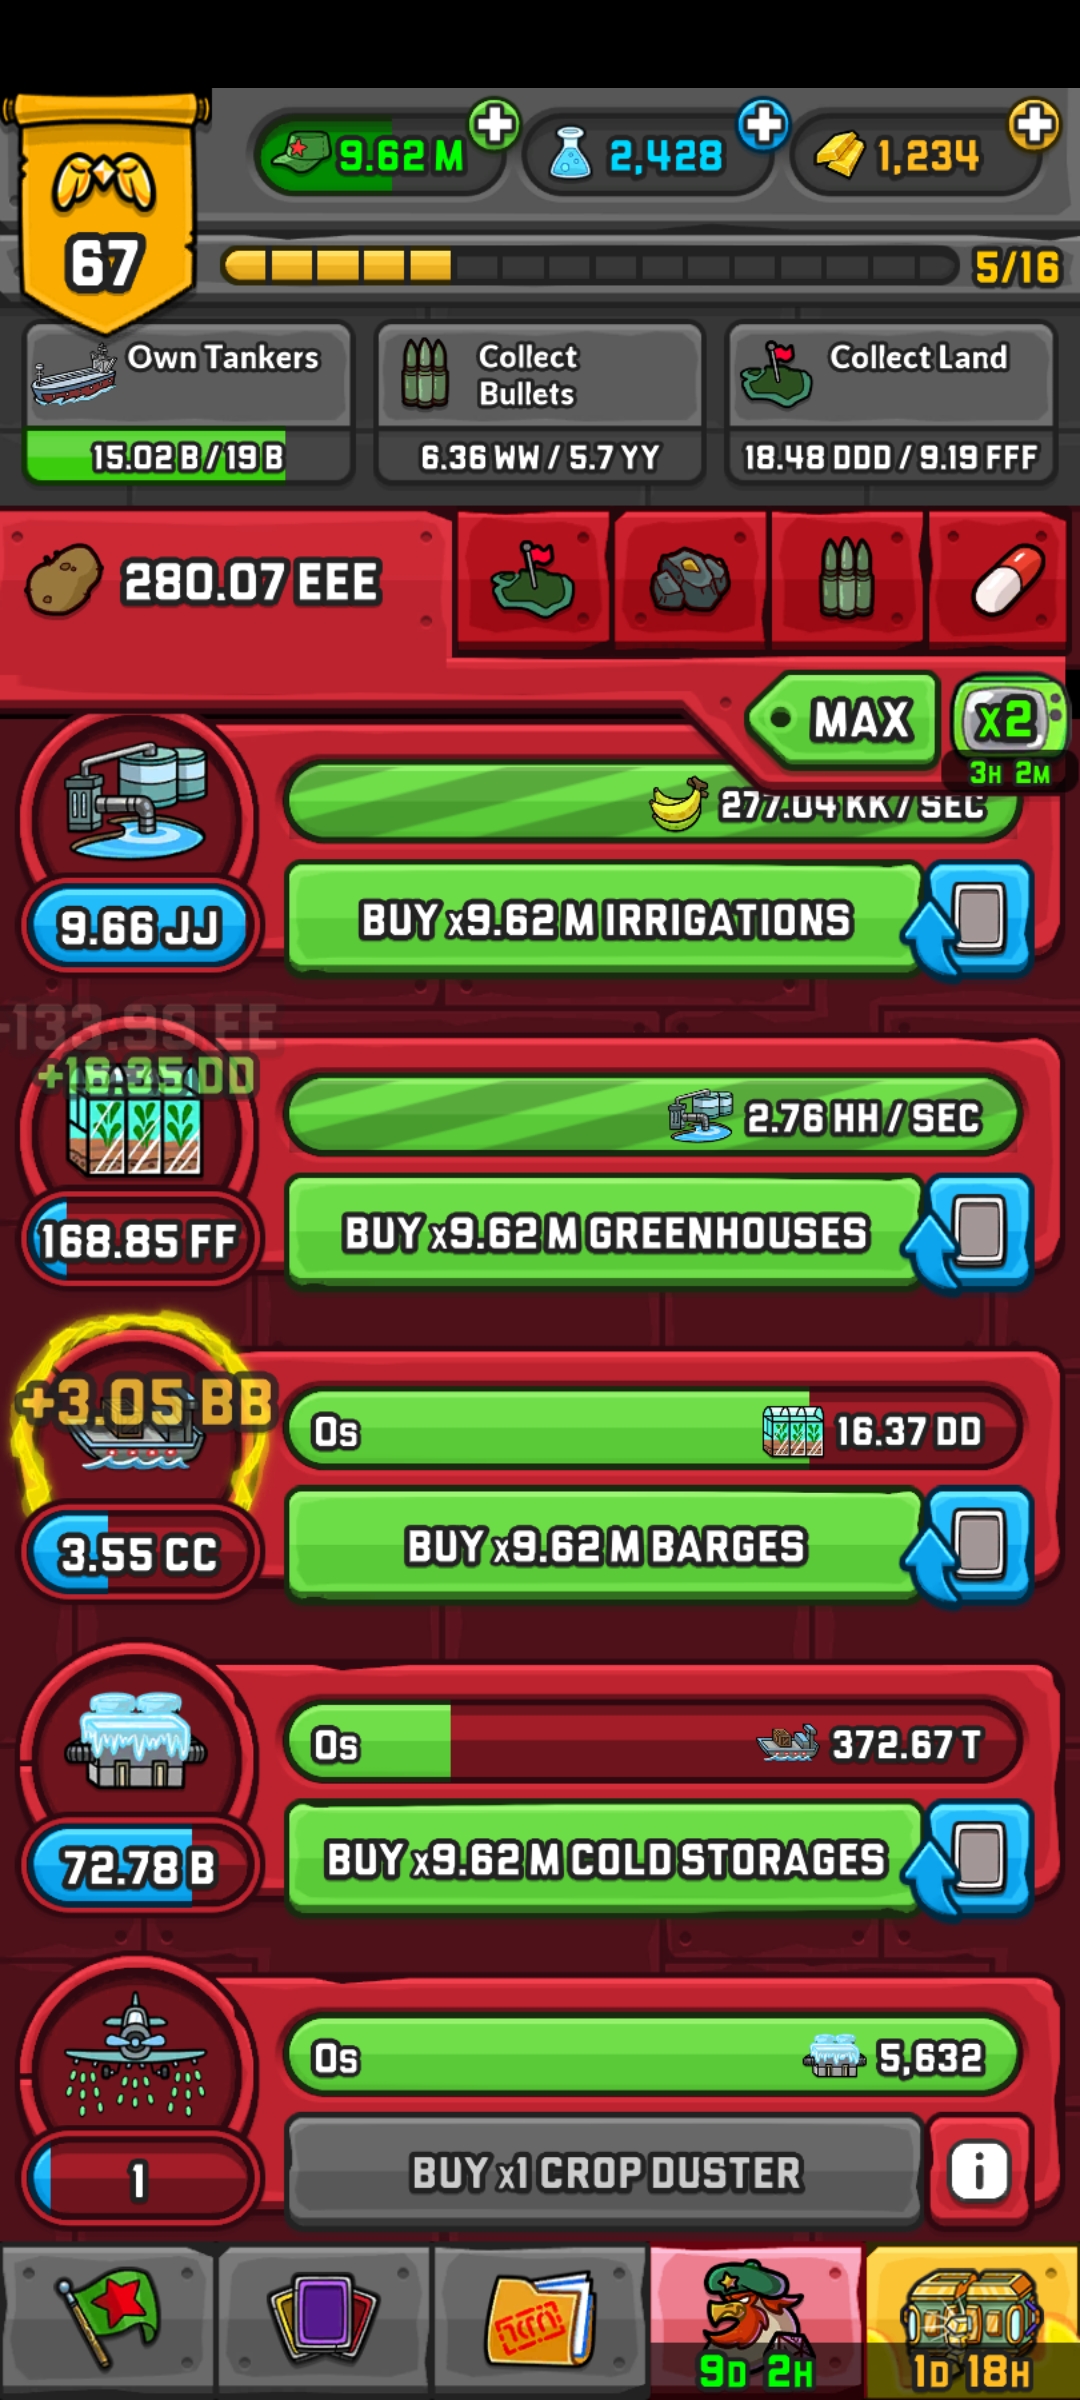 9.62 M
2,428
1,234
67
5/16
Own Tankers
15.02 B / 19 B
Collect
Bullets
6.36 WW / 5.7 YY
Collect Land
18.48 DDD / 9.19 FFF
280.07 EEE
MAX
x2
3H 2M
277.04 KK / SEC
9.66 JJ
BUY x9.62 M IRRIGATIONS
-133.99 EE
+16.35 DD
2.76 HH / SEC
168.85 FF
BUY x9.62 M GREENHOUSES
+3.05 BB
0s
16.37 DD
3.55 CC
BUY x9.62 M BARGES
0s
372.67 T
72.78 B
BUY x9.62 M COLD STORAGES
0s
5,632
1
BUY x1 CROP DUSTER
i
9D 2H
1D 18H